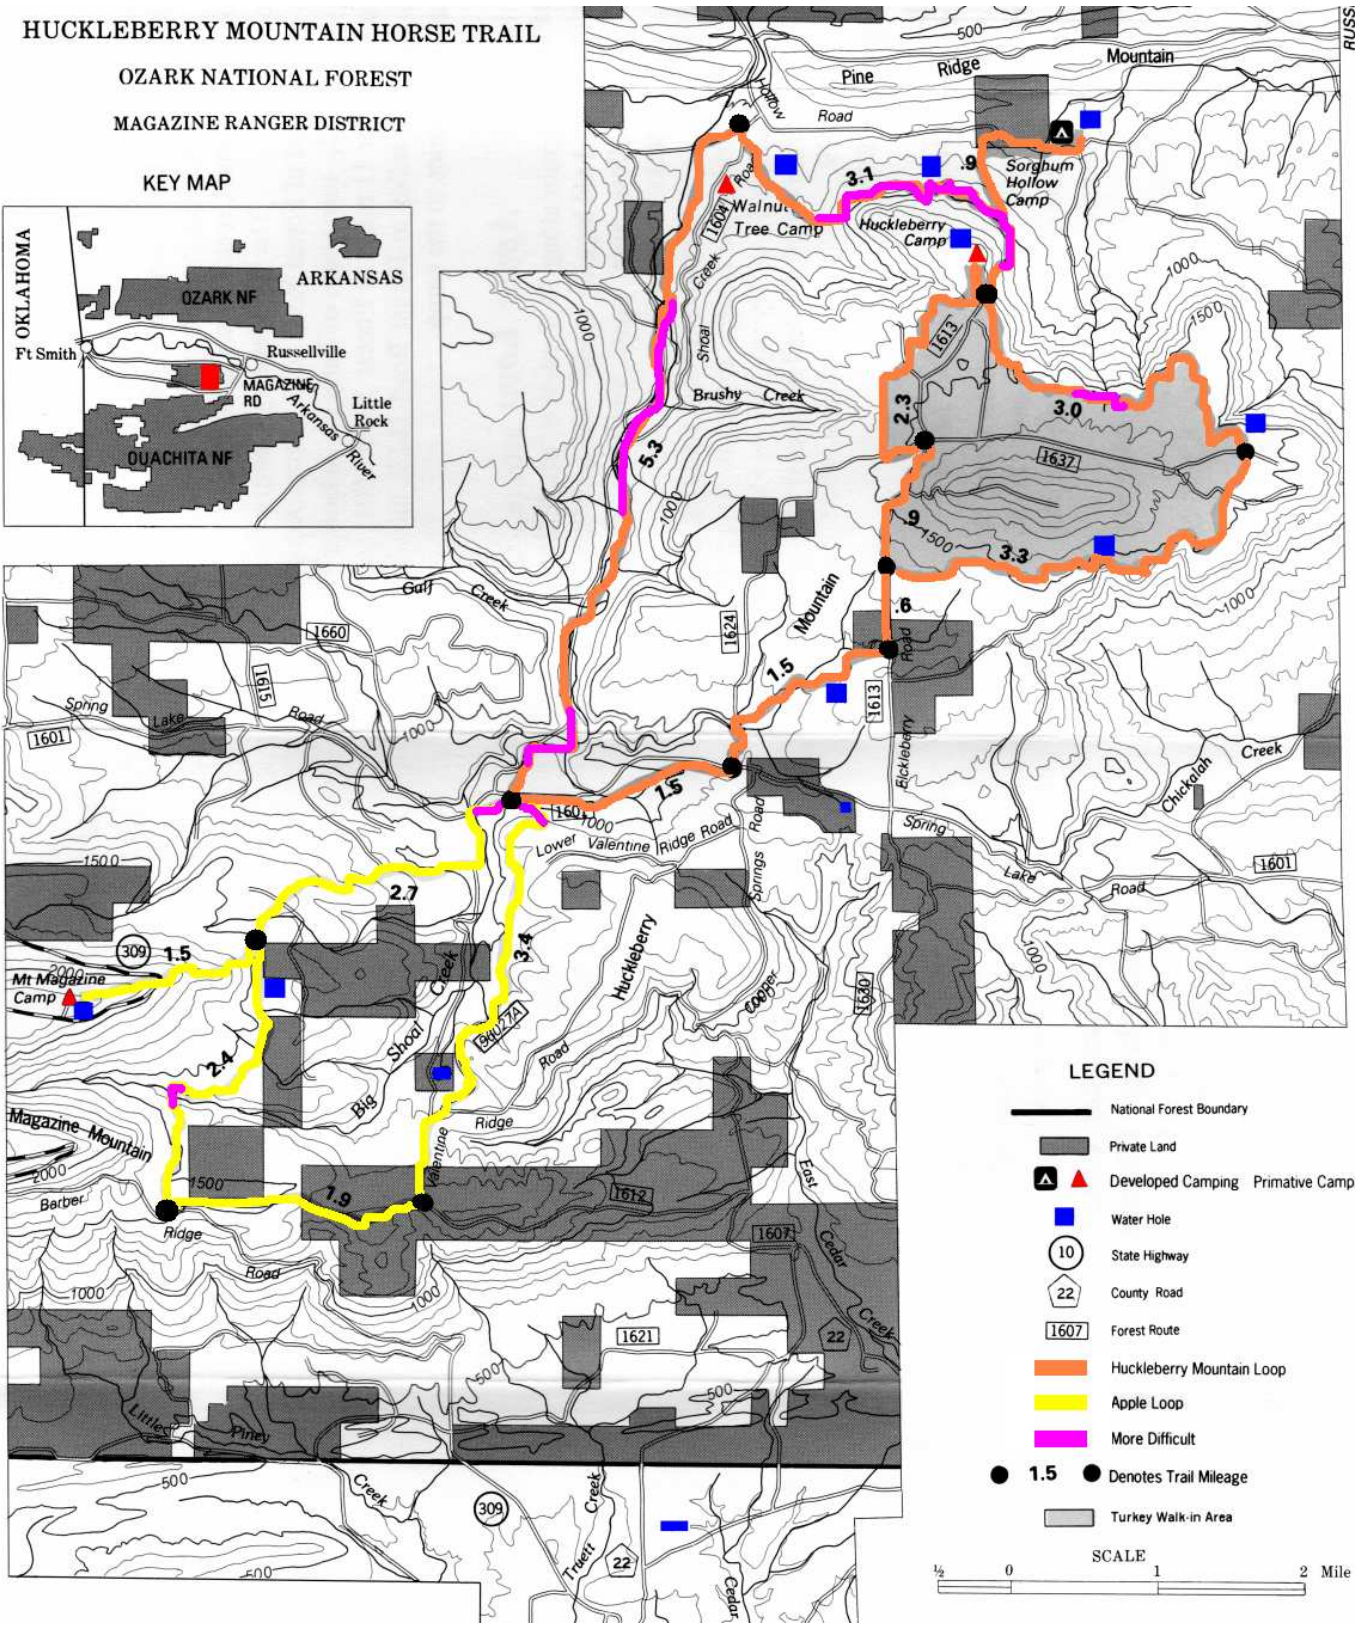 HUCKLEBERRY MOUNTAIN HORSE TRAIL
OZARK NATIONAL FOREST
MAGAZINE RANGER DISTRICT
KEY MAP
OKLAHOMA
ARKANSAS
OZARK NF
Ft Smith
Russellville
MAGAZINE
RD
Arkansas
River
Little
Rock
OUACHITA NF
500
Mountain
Pine Ridge
Hollow
Road
Sorghum
Hollow
Camp
.9
3.1
Road
1604
Walnut
Tree Camp
Huckleberry
Camp
1000
1500
1000
Creek
Shoal
1613
Brushy Creek
2.3
3.0
1637
5.3
1000
.9
1500
3.3
1000
Gulf Creek
Mountain
.6
Road
1660
1624
1615
1.5
1613
Spring
Lake
Road
1601
1000
Eickleberry
Creek
Chickalah
1.5
1601
1000
Lower Valentine Ridge Road
Road
Springs
Spring
Lake
Road
1601
1500
2.7
3.4
Huckleberry
309
1.5
2000
Mt Magazine
Camp
Creek
Shoal
Big
96027A
Road
Cooper
1630
1000
2.4
Ridge
Magazine Mountain
2000
Valentine
1500
Barber
Ridge
Road
1.9
1612
East
Cedar
Creek
1607
1000
1000
1621
22
500
500
Little
Piney
Creek
500
500
309
Creek
Truett
22
Cedar
LEGEND
National Forest Boundary
Private Land
Developed Camping Primative Camp
Water Hole
10 State Highway
22 County Road
1607 Forest Route
Huckleberry Mountain Loop
Apple Loop
More Difficult
1.5 Denotes Trail Mileage
Turkey Walk-in Area
SCALE
½ 0 1 2 Mile